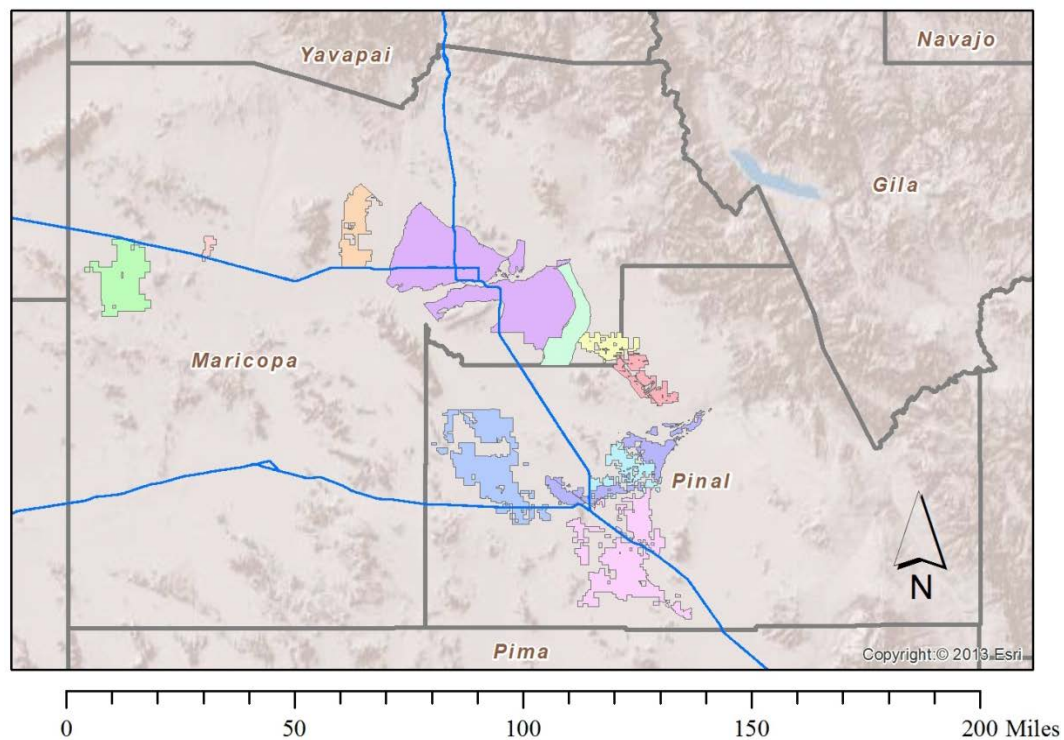 Yavapai
Navajo
Gila
Maricopa
Pinal
N
Pima
Copyright:© 2013 Esri
0 50 100 150 200 Miles